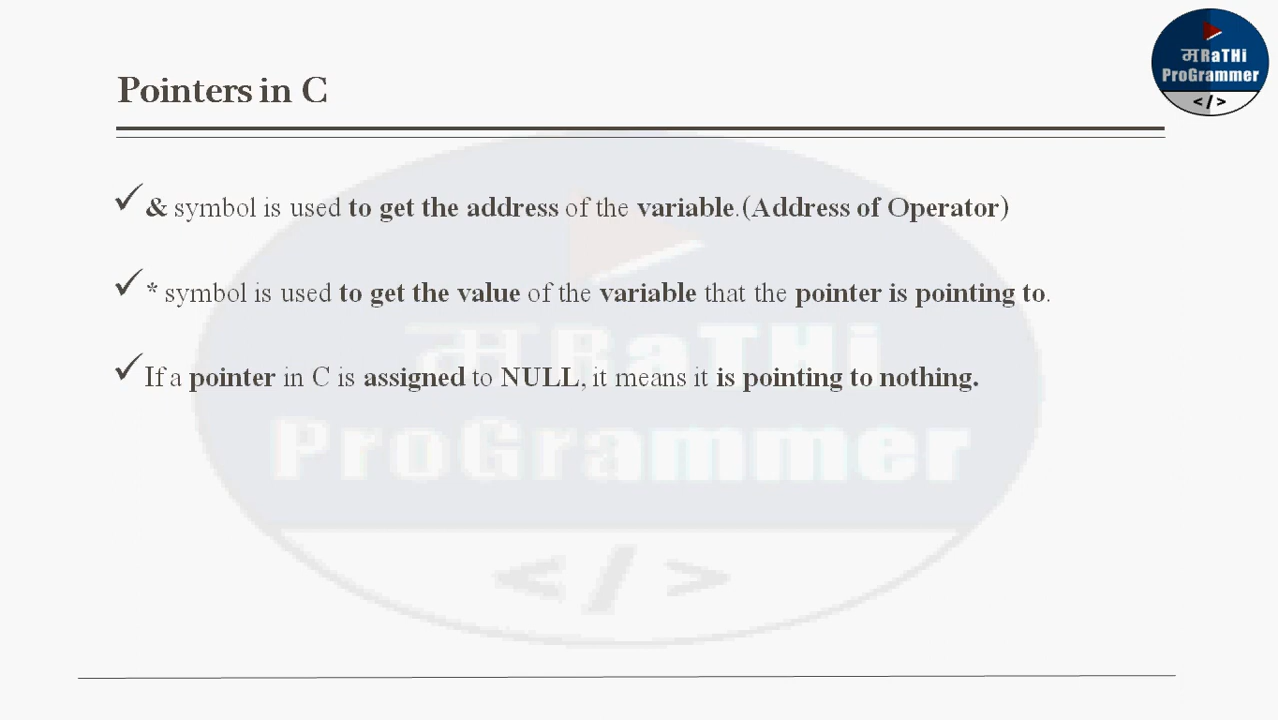 मRaTHi
ProGrammer
</>
Pointers in C
✓& symbol is used to get the address of the variable.(Address of Operator)
✓* symbol is used to get the value of the variable that the pointer is pointing to.
✓If a pointer in C is assigned to NULL, it means it is pointing to nothing.
मRaTHi
ProGrammer
</>